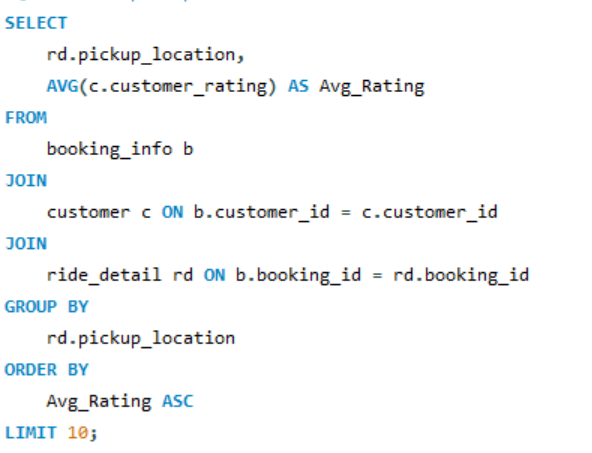 SELECT
    rd.pickup_location,
    AVG(c.customer_rating) AS Avg_Rating
FROM
    booking_info b
JOIN
    customer c ON b.customer_id = c.customer_id
JOIN
    ride_detail rd ON b.booking_id = rd.booking_id
GROUP BY
    rd.pickup_location
ORDER BY
    Avg_Rating ASC
LIMIT 10;